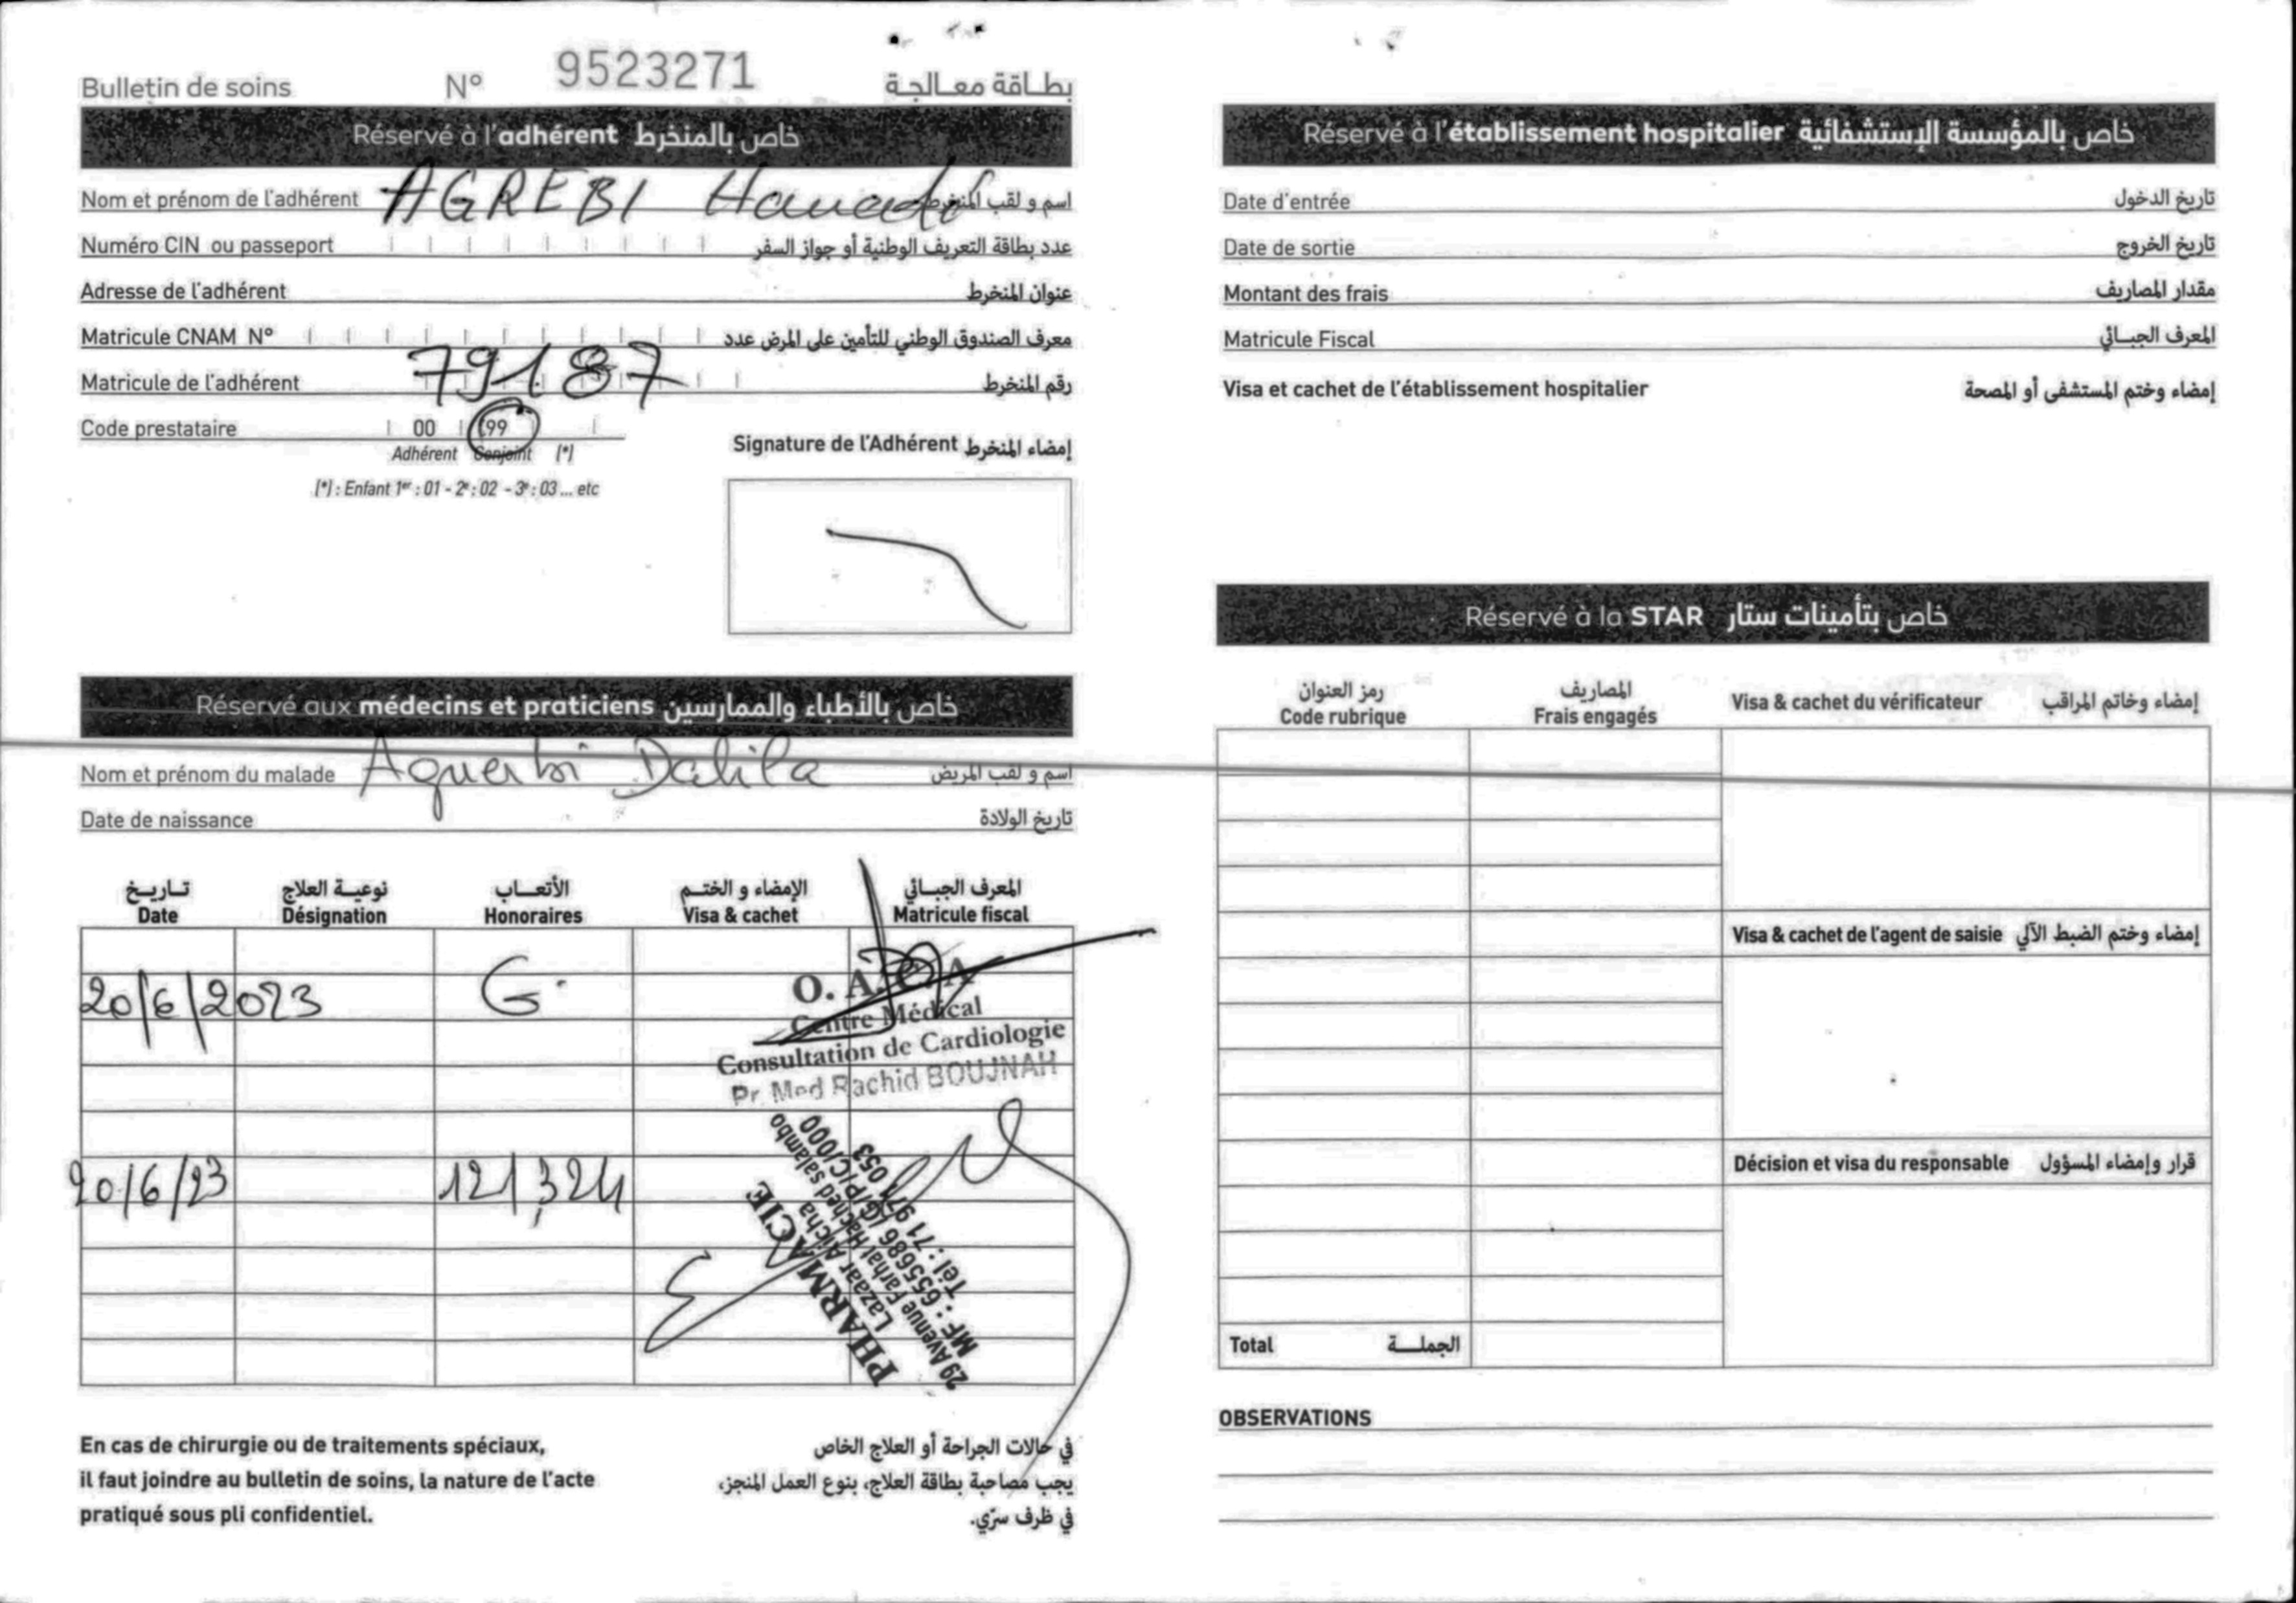 Bulletin de soins N° 9523271 بطاقة معالجة
Réservé à l'adhérent خاص بالمنخرط
Nom et prénom de l'adhérent AGREBI Hanadi اسم و لقب المنخرط
Numéro CIN ou passeport عدد بطاقة التعريف الوطنية أو جواز السفر
Adresse de l'adhérent عنوان المنخرط
Matricule CNAM N° معرف الصندوق الوطني للتأمين على المرض عدد
Matricule de l'adhérent 79187 رقم المنخرط
Code prestataire 00 99
Adhérent Conjoint (*)
(*) : Enfant 1er : 01 - 2e : 02 - 3e : 03 ... etc
Signature de l'Adhérent إمضاء المنخرط
Réservé aux médecins et praticiens خاص بالأطباء والممارسين
Nom et prénom du malade Aguerbi Dalila اسم و لقب المريض
Date de naissance تاريخ الولادة
تاريخ نوعية العلاج الأتعاب الإمضاء و الختم المعرف الجبائي
Date Désignation Honoraires Visa & cachet Matricule fiscal
20/6/2023 G.
O. A. C. A
Centre Médical
Consultation de Cardiologie
Pr. Med Rachid BOUJNAH
20/6/23 121,324
PHARMACIE
Lazaar Aicha
29 Avenue Farhat Hached salambo
MF : 655686 /G/P/C/000
Tél : 71 971 053
En cas de chirurgie ou de traitements spéciaux,
il faut joindre au bulletin de soins, la nature de l'acte
pratiqué sous pli confidentiel.
في حالات الجراحة أو العلاج الخاص
يجب مصاحبة بطاقة العلاج، بنوع العمل المنجز،
في ظرف سرّي.
Réservé à l'établissement hospitalier خاص بالمؤسسة الإستشفائية
Date d'entrée تاريخ الدخول
Date de sortie تاريخ الخروج
Montant des frais مقدار المصاريف
Matricule Fiscal المعرف الجبائي
Visa et cachet de l'établissement hospitalier إمضاء وختم المستشفى أو المصحة
Réservé à la STAR خاص بتأمينات ستار
رمز العنوان المصاريف
Code rubrique Frais engagés Visa & cachet du vérificateur إمضاء وخاتم المراقب
Visa & cachet de l'agent de saisie إمضاء وختم الضبط الآلي
Décision et visa du responsable قرار وإمضاء المسؤول
Total الجملة
OBSERVATIONS